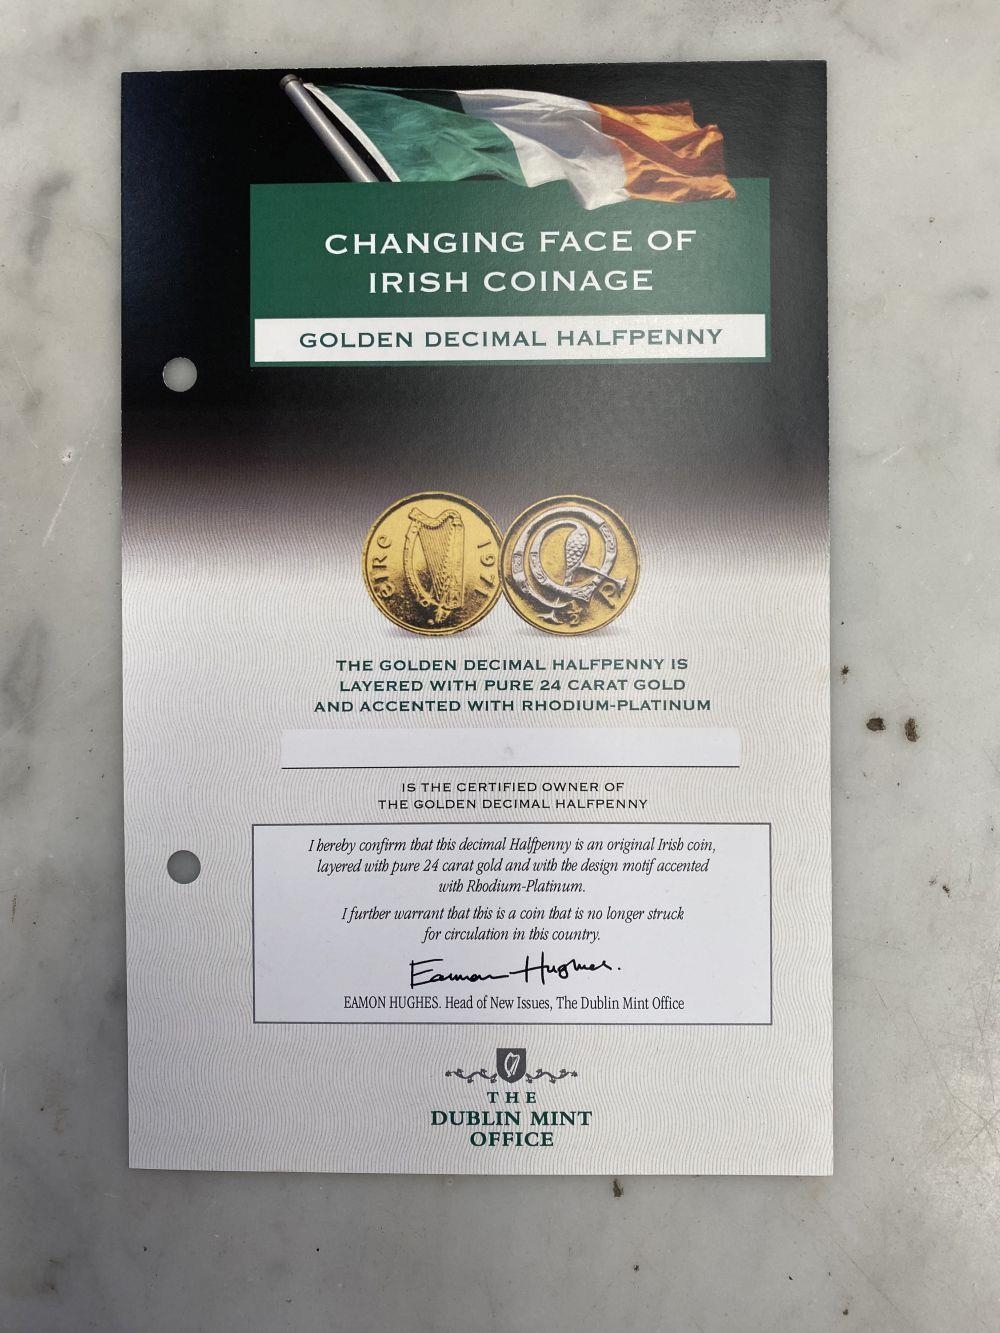 CHANGING FACE OF
IRISH COINAGE
GOLDEN DECIMAL HALFPENNY
éIRe
1971
½ P
THE GOLDEN DECIMAL HALFPENNY IS
LAYERED WITH PURE 24 CARAT GOLD
AND ACCENTED WITH RHODIUM-PLATINUM
IS THE CERTIFIED OWNER OF
THE GOLDEN DECIMAL HALFPENNY
I hereby confirm that this decimal Halfpenny is an original Irish coin,
layered with pure 24 carat gold and with the design motif accented
with Rhodium-Platinum.
I further warrant that this is a coin that is no longer struck
for circulation in this country.
Eamon Hughes.
EAMON HUGHES. Head of New Issues, The Dublin Mint Office
THE
DUBLIN MINT
OFFICE